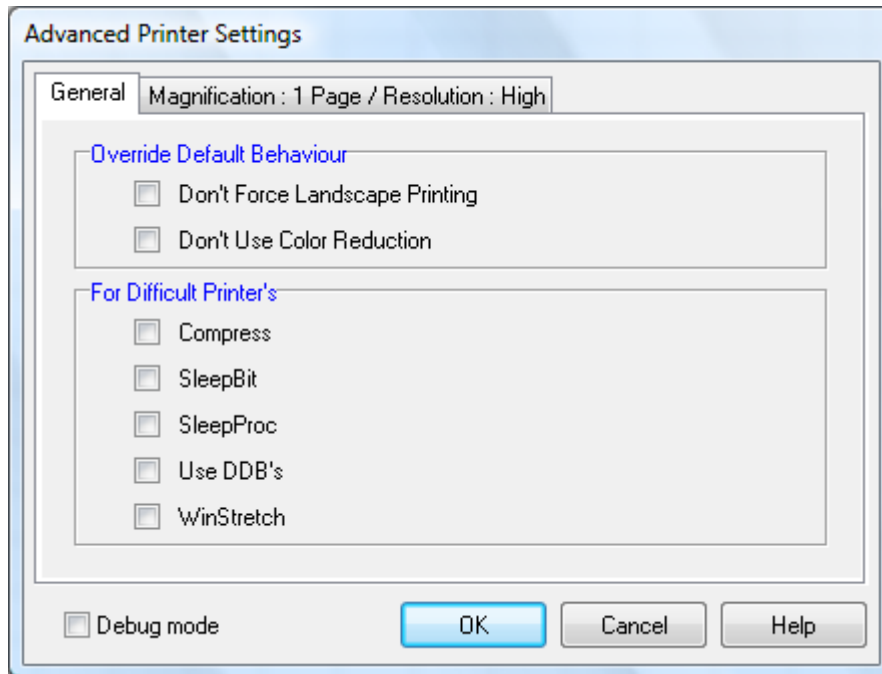 Advanced Printer Settings
General
Magnification : 1 Page / Resolution : High
Override Default Behaviour
Don't Force Landscape Printing
Don't Use Color Reduction
For Difficult Printer's
Compress
SleepBit
SleepProc
Use DDB's
WinStretch
Debug mode
OK
Cancel
Help